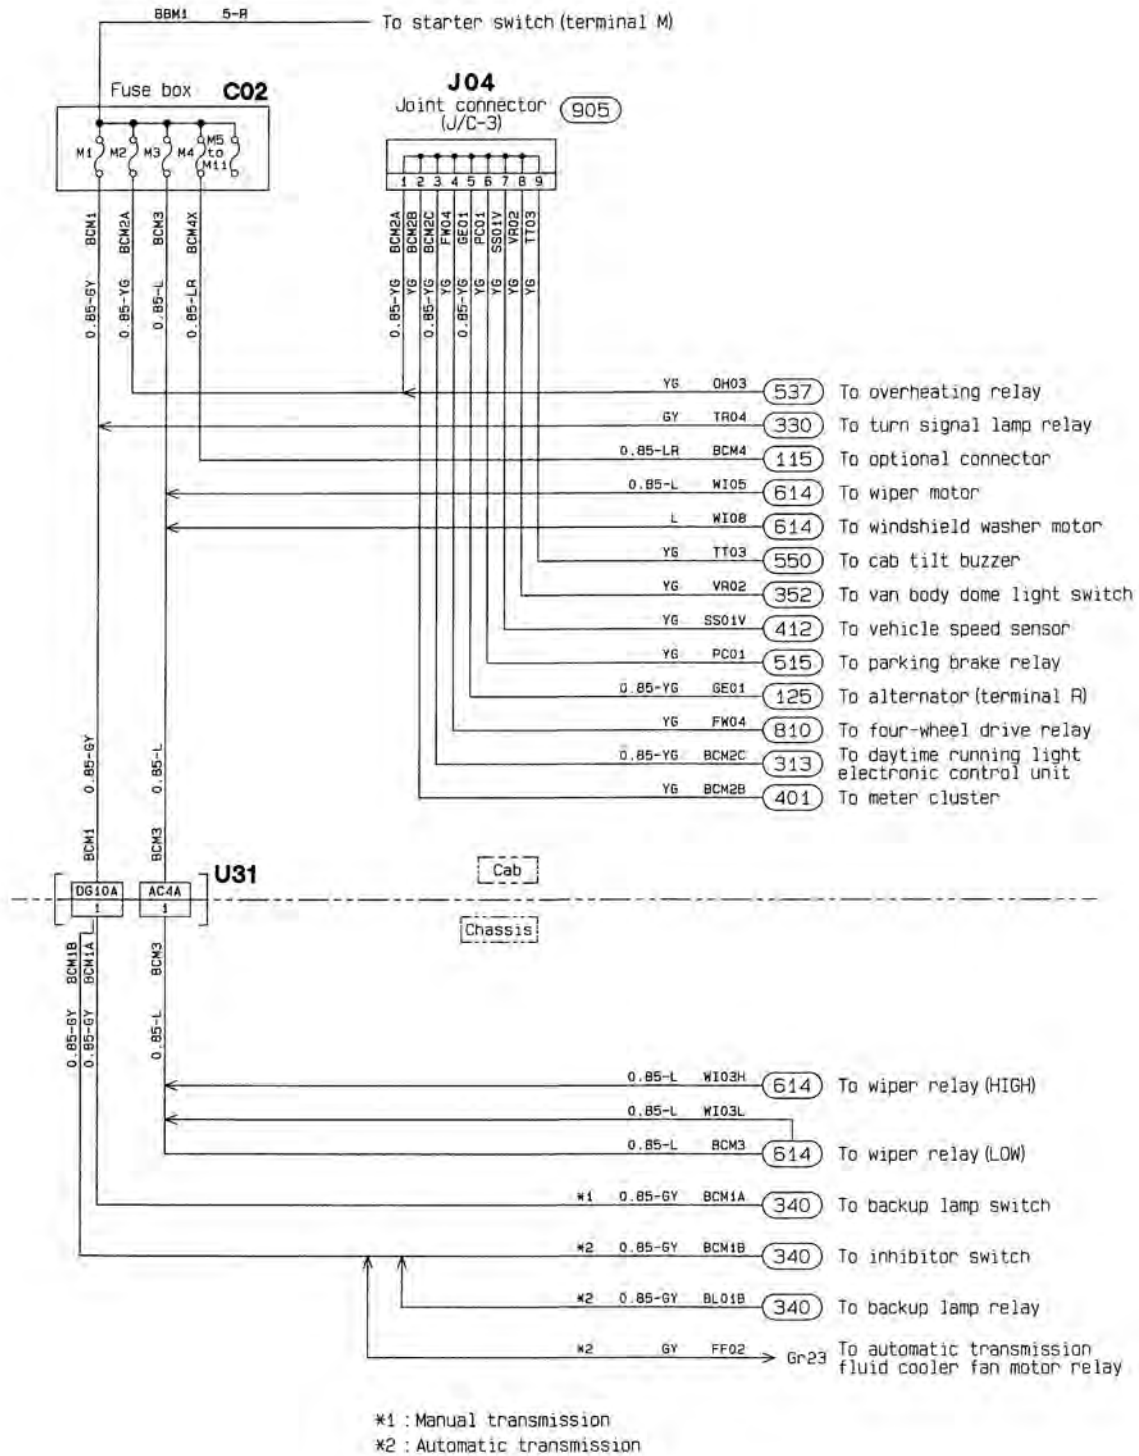 BBM1 5-R
To starter switch (terminal M)
Fuse box C02
J04
Joint connector (J/C-3)
905
M1 M2 M3 M4 M5 to M11
1 2 3 4 5 6 7 8 9
BCM1 BCM2A BCM3 BCM4X
0.85-GY 0.85-YG 0.85-L 0.85-LR
BCM2A BCM2B BCM2C FW04 GE01 PC01 SS01V VR02 TT03
0.85-YG YG 0.85-YG YG 0.85-YG YG YG YG YG
YG OH03 537 To overheating relay
GY TR04 330 To turn signal lamp relay
0.85-LR BCM4 115 To optional connector
0.85-L WI05 614 To wiper motor
L WI08 614 To windshield washer motor
YG TT03 550 To cab tilt buzzer
YG VR02 352 To van body dome light switch
YG SS01V 412 To vehicle speed sensor
YG PC01 515 To parking brake relay
0.85-YG GE01 125 To alternator (terminal R)
YG FW04 810 To four-wheel drive relay
0.85-YG BCM2C 313 To daytime running light
electronic control unit
YG BCM2B 401 To meter cluster
0.85-GY 0.85-L
BCM1 BCM3
U31
DG10A AC4A
1 1
Cab
Chassis
BCM1B BCM1A BCM3
0.85-GY 0.85-GY 0.85-L
0.85-L WI03H 614 To wiper relay (HIGH)
0.85-L WI03L
0.85-L BCM3 614 To wiper relay (LOW)
*1 0.85-GY BCM1A 340 To backup lamp switch
*2 0.85-GY BCM1B 340 To inhibitor switch
*2 0.85-GY BL01B 340 To backup lamp relay
*2 GY FF02 Gr23 To automatic transmission
fluid cooler fan motor relay
*1 : Manual transmission
*2 : Automatic transmission